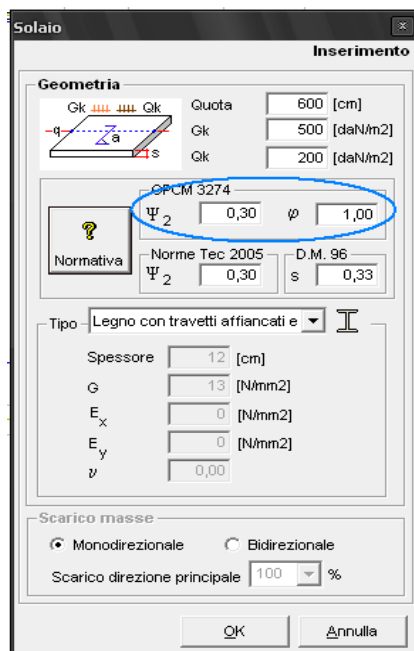 Solaio
Inserimento
Geometria
Gk Qk Quota 600 [cm]
q a s Gk 500 [daN/m2]
Qk 200 [daN/m2]
OPCM 3274
Ψ2 0,30 φ 1,00
? Normativa
Norme Tec 2005 D.M. 96
Ψ2 0,30 s 0,33
Tipo Legno con travetti affiancati e
Spessore 12 [cm]
G 13 [N/mm2]
Ex 0 [N/mm2]
Ey 0 [N/mm2]
ν 0,00
Scarico masse
Monodirezionale Bidirezionale
Scarico direzione principale 100 %
OK Annulla